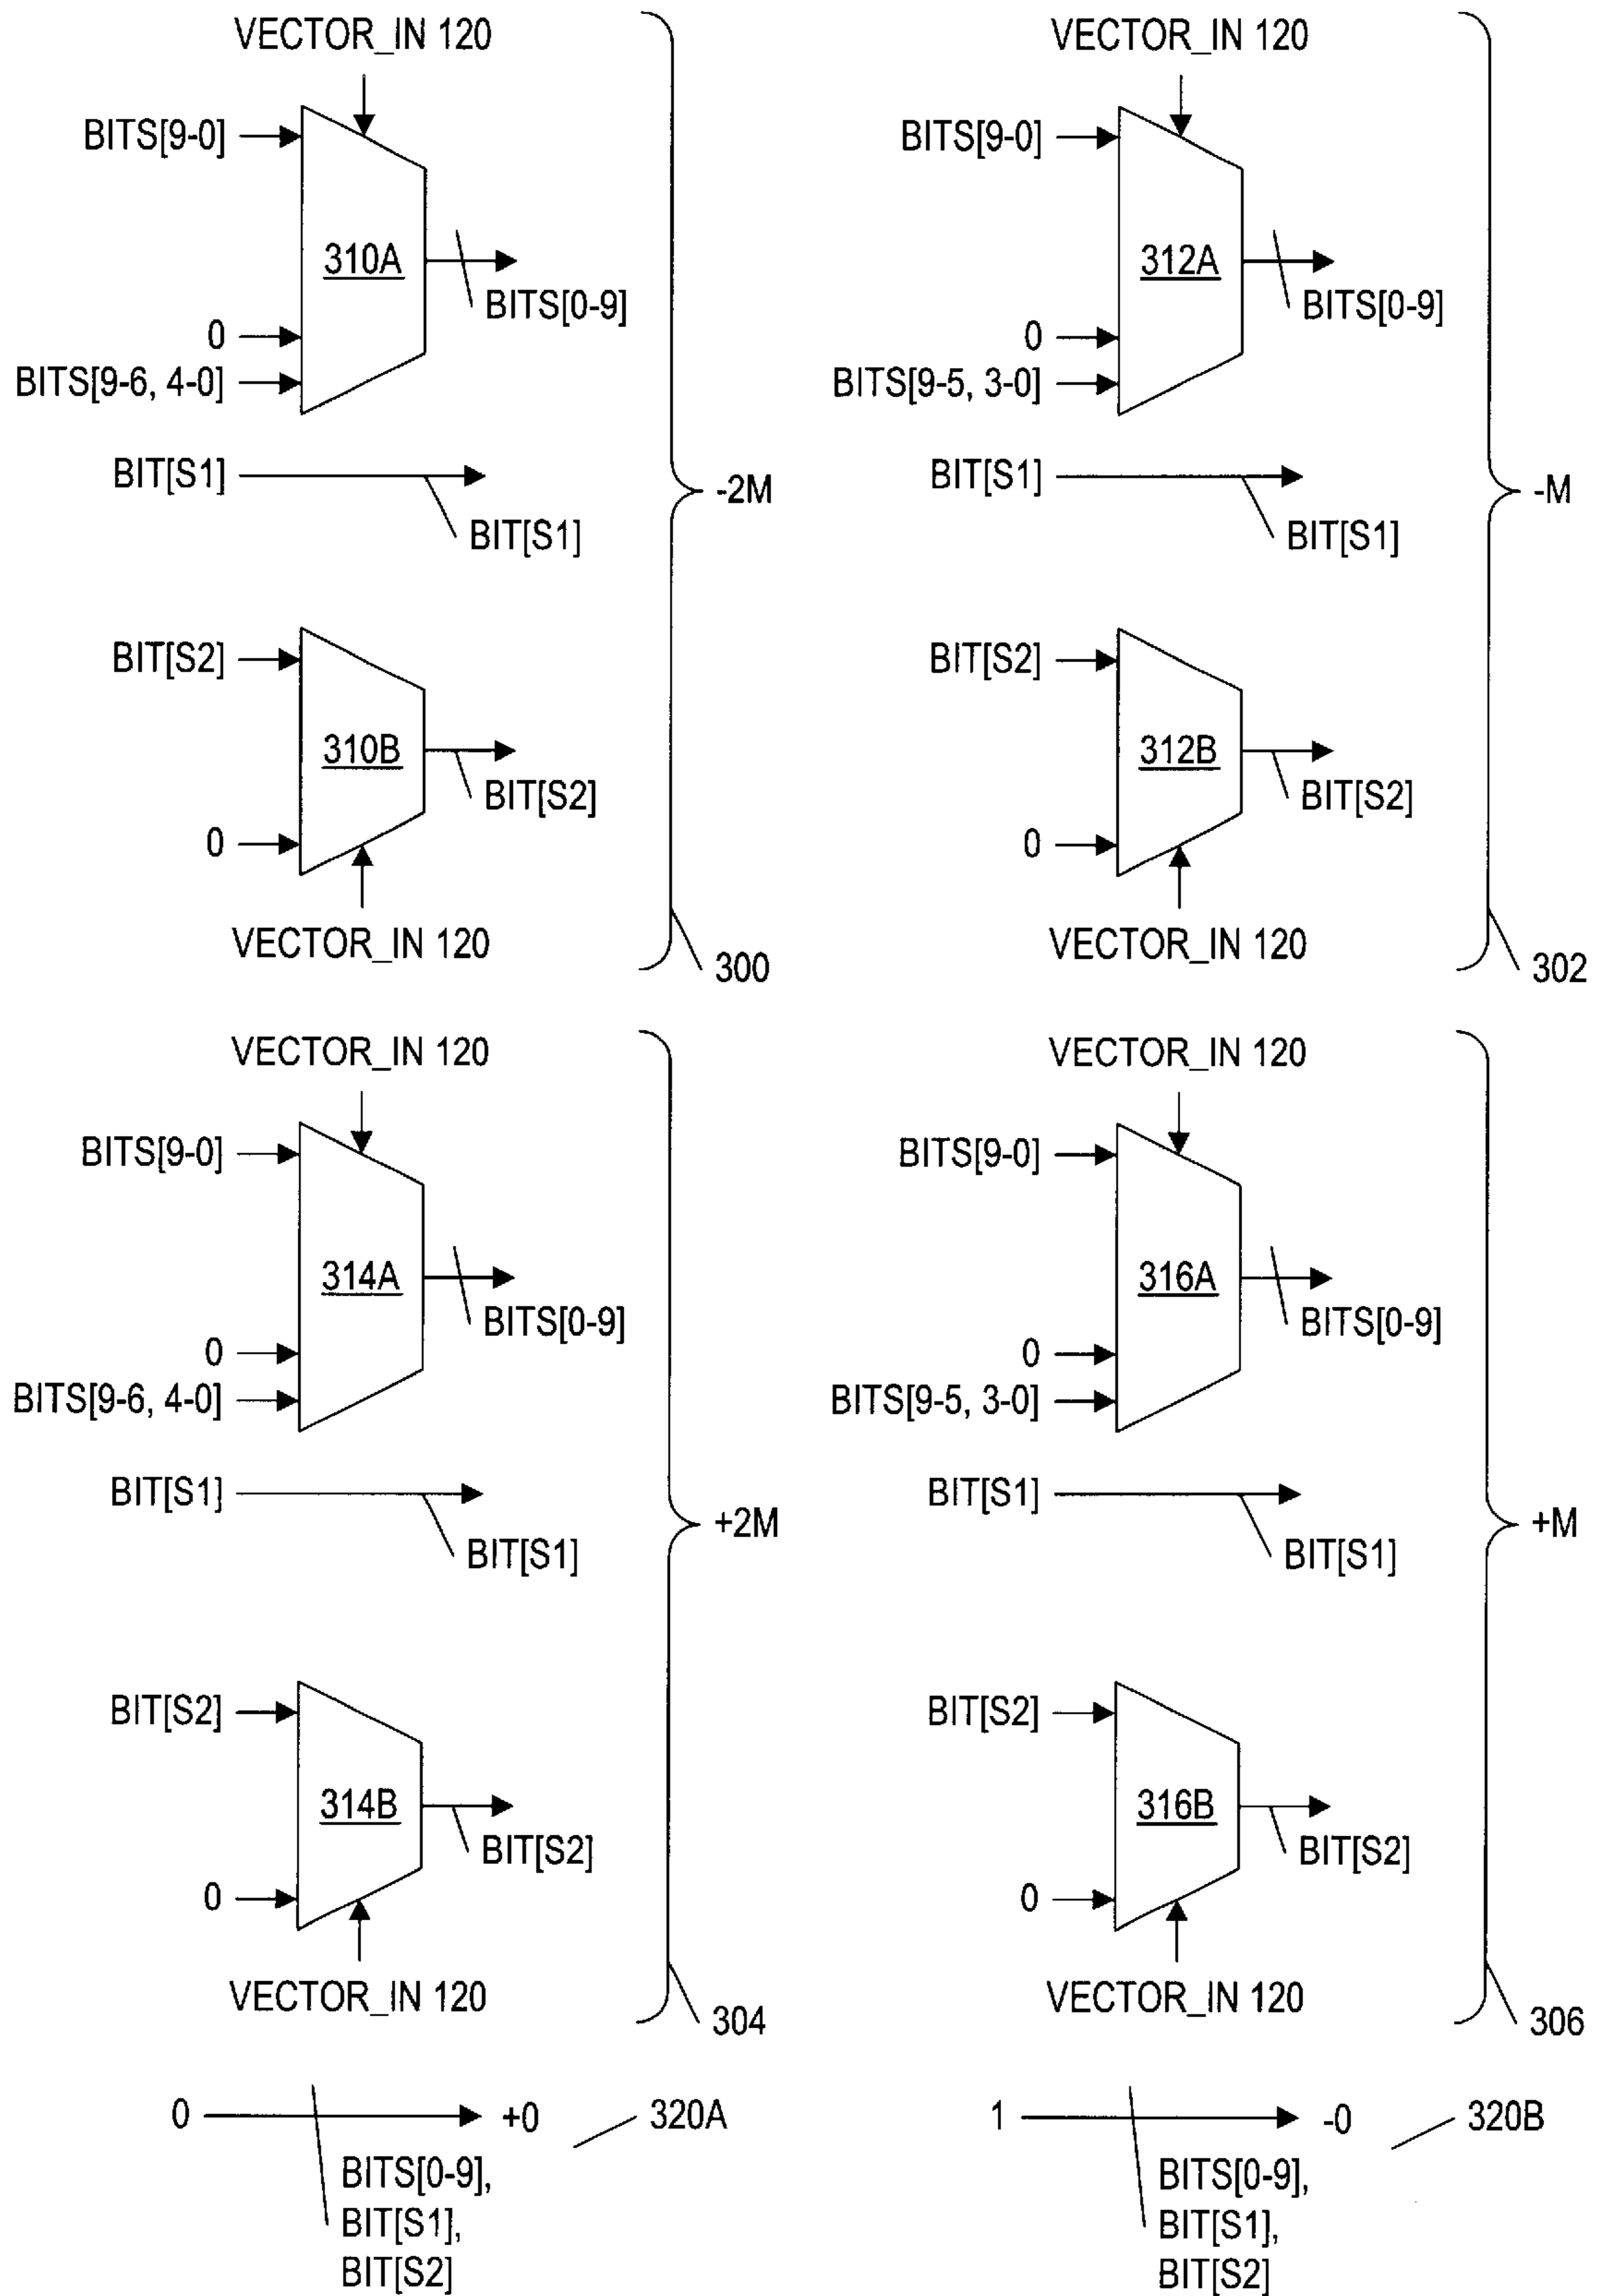 VECTOR_IN 120
BITS[9-0]
310A
BITS[0-9]
0
BITS[9-6, 4-0]
BIT[S1]
BIT[S1]
-2M
BIT[S2]
310B
BIT[S2]
0
VECTOR_IN 120
300
VECTOR_IN 120
BITS[9-0]
312A
BITS[0-9]
0
BITS[9-5, 3-0]
BIT[S1]
BIT[S1]
-M
BIT[S2]
312B
BIT[S2]
0
VECTOR_IN 120
302
VECTOR_IN 120
BITS[9-0]
314A
BITS[0-9]
0
BITS[9-6, 4-0]
BIT[S1]
BIT[S1]
+2M
BIT[S2]
314B
BIT[S2]
0
VECTOR_IN 120
304
VECTOR_IN 120
BITS[9-0]
316A
BITS[0-9]
0
BITS[9-5, 3-0]
BIT[S1]
BIT[S1]
+M
BIT[S2]
316B
BIT[S2]
0
VECTOR_IN 120
306
0
+0
320A
BITS[0-9],
BIT[S1],
BIT[S2]
1
-0
320B
BITS[0-9],
BIT[S1],
BIT[S2]